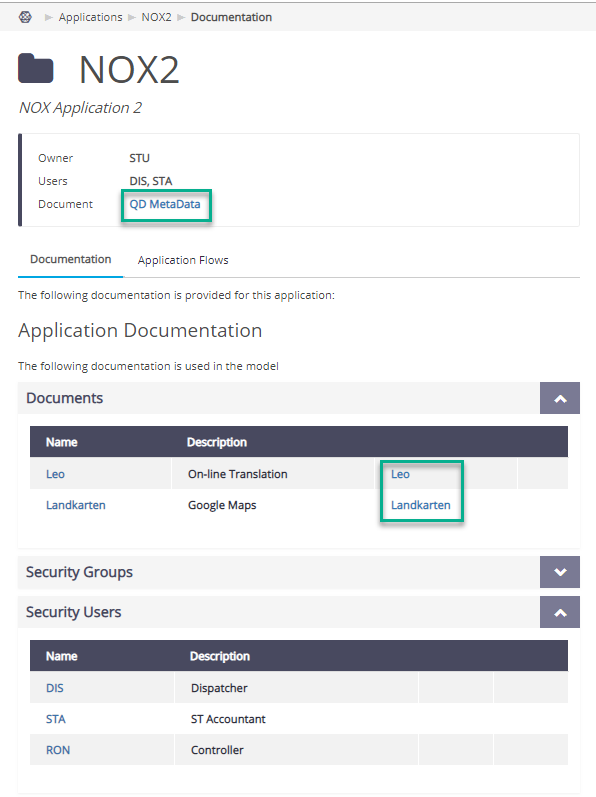 Applications NOX2 Documentation
NOX2
NOX Application 2
Owner STU
Users DIS, STA
Document QD MetaData
Documentation Application Flows
The following documentation is provided for this application:
Application Documentation
The following documentation is used in the model
Documents
Name Description
Leo On-line Translation Leo
Landkarten Google Maps Landkarten
Security Groups
Security Users
Name Description
DIS Dispatcher
STA ST Accountant
RON Controller